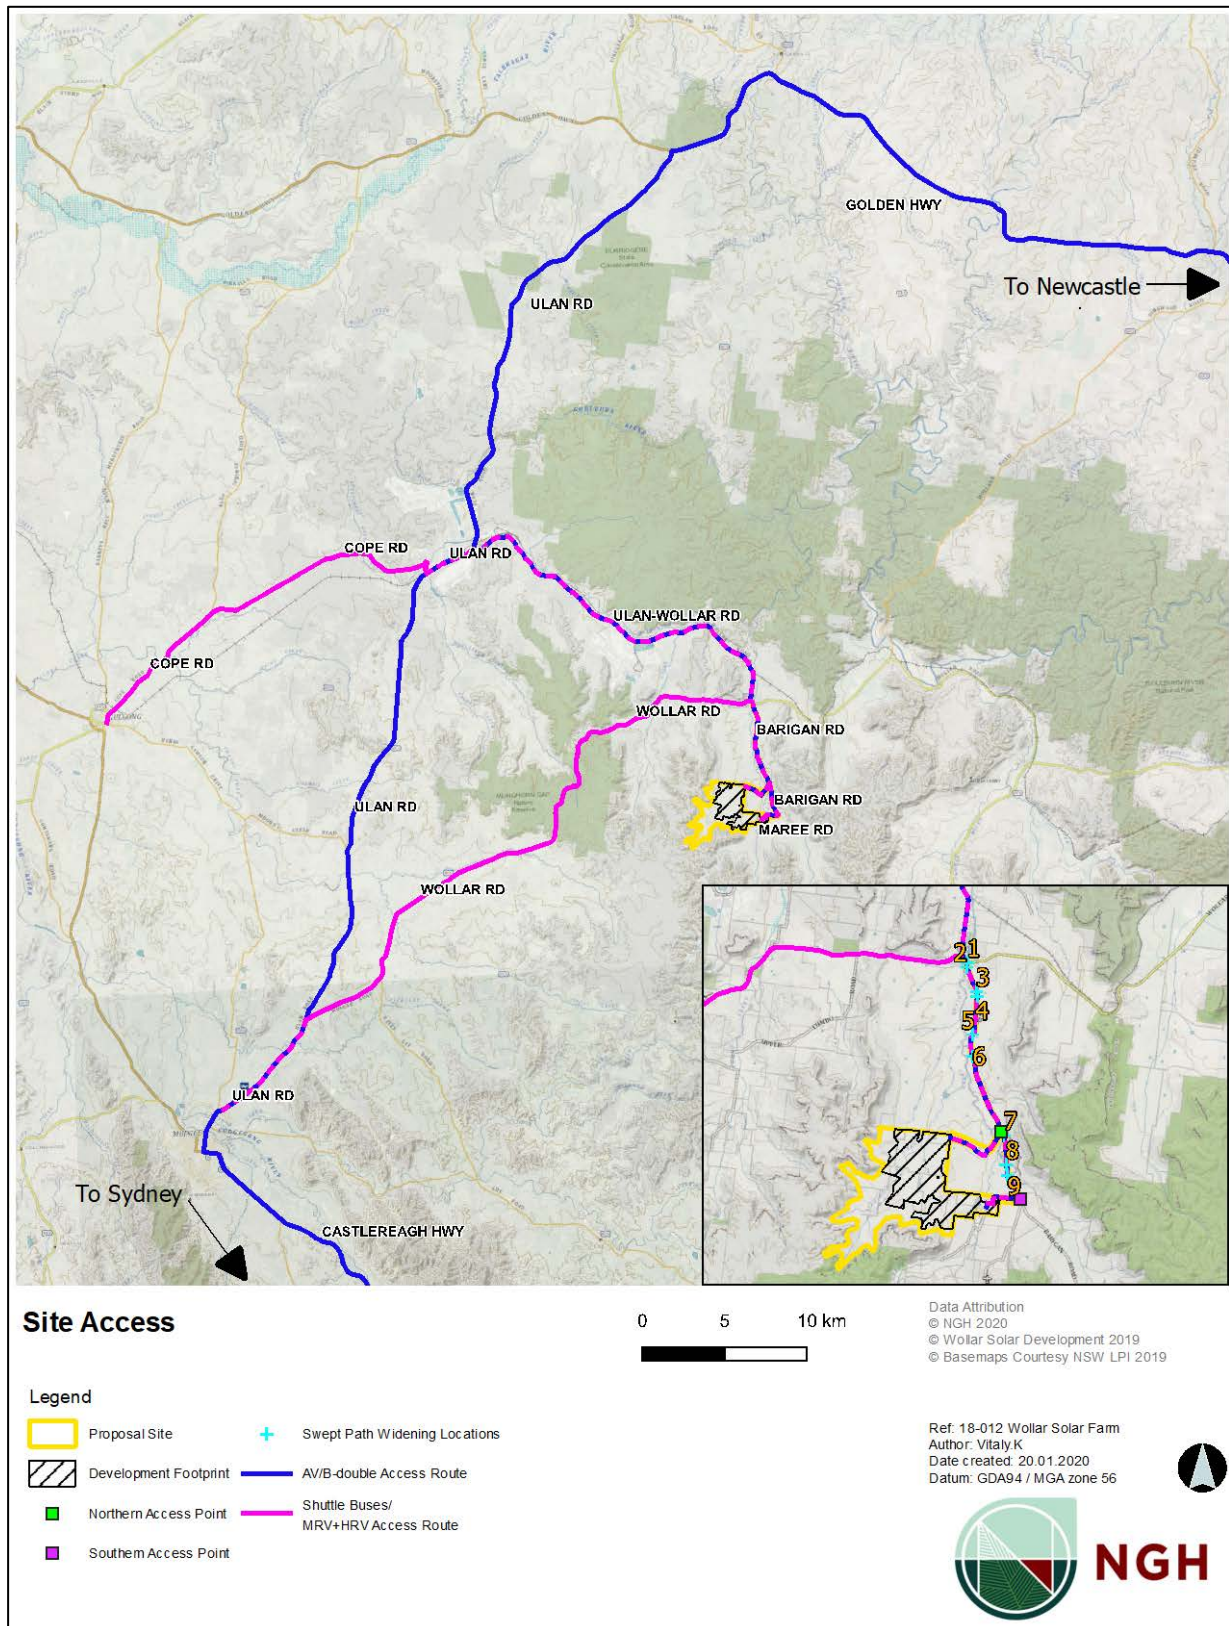 GOLDEN HWY
To Newcastle
ULAN RD
COPE RD
ULAN RD
ULAN-WOLLAR RD
COPE RD
WOLLAR RD
BARIGAN RD
ULAN RD
BARIGAN RD
MAREE RD
WOLLAR RD
21
3
4
5
6
7
8
9
ULAN RD
To Sydney
CASTLEREAGH HWY
Site Access
0 5 10 km
Data Attribution
© NGH 2020
© Wollar Solar Development 2019
© Basemaps Courtesy NSW LPI 2019
Legend
Proposal Site
Swept Path Widening Locations
Development Footprint
AV/B-double Access Route
Northern Access Point
Shuttle Buses/
MRV+HRV Access Route
Southern Access Point
Ref: 18-012 Wollar Solar Farm
Author: Vitaly.K
Date created: 20.01.2020
Datum: GDA94 / MGA zone 56
NGH